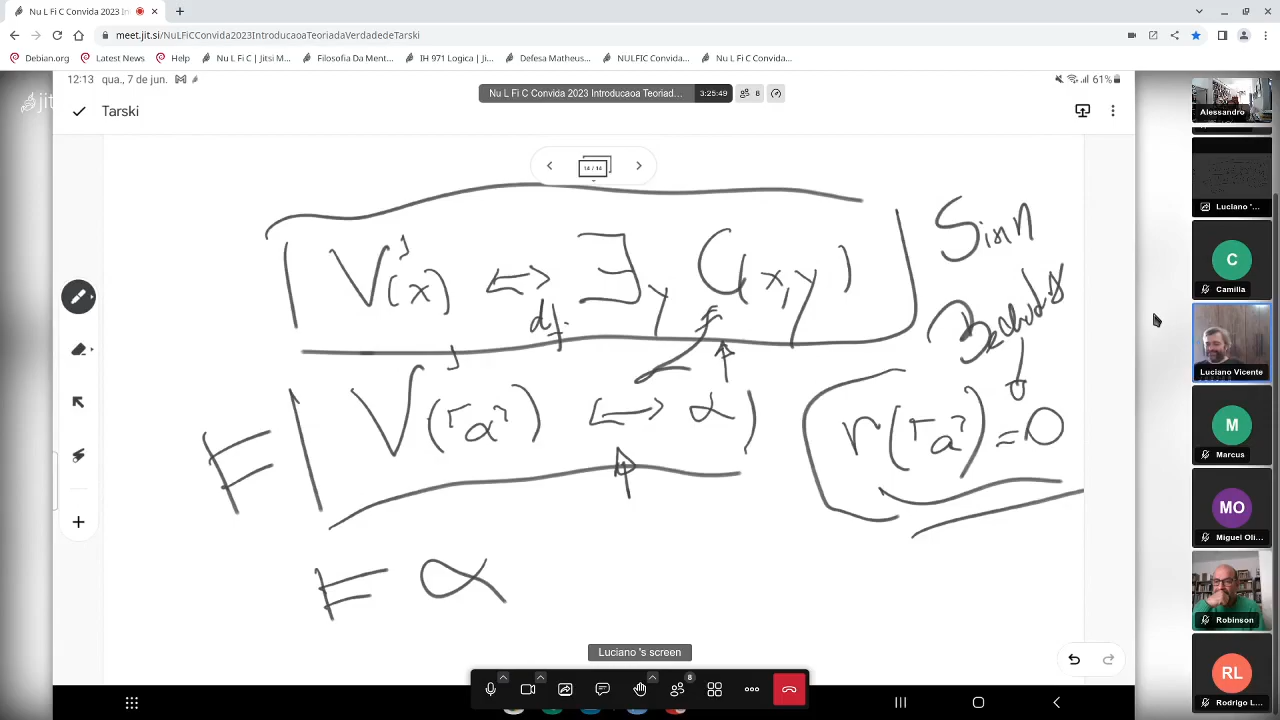 Nu L Fi C Convida 2023 In
meet.jit.si/NuLFiCConvida2023IntroducaoaTeoriadaVerdadedeTarski
Debian.org
Latest News
Help
Nu L Fi C | Jitsi M...
Filosofia Da Ment...
IH 971 Logica | Ji...
Defesa Matheus...
NULFIC Convida...
Nu L Fi C Convida...
12:13 qua., 7 de jun.
61%
Nu L Fi C Convida 2023 Introducaoa Teoriad... 3:25:49 8
jit
Tarski
14 / 14
V(x) ↔ ∃y C(x,y)
df.
Sinn
V(⌜α⌝) ↔ α)
r(⌜α⌝) = 0
⊨ α
Luciano 's screen
8
Alessandro
Luciano '...
C
Camilla
Luciano Vicente
M
Marcus
MO
Miguel Oli...
Robinson
RL
Rodrigo L...